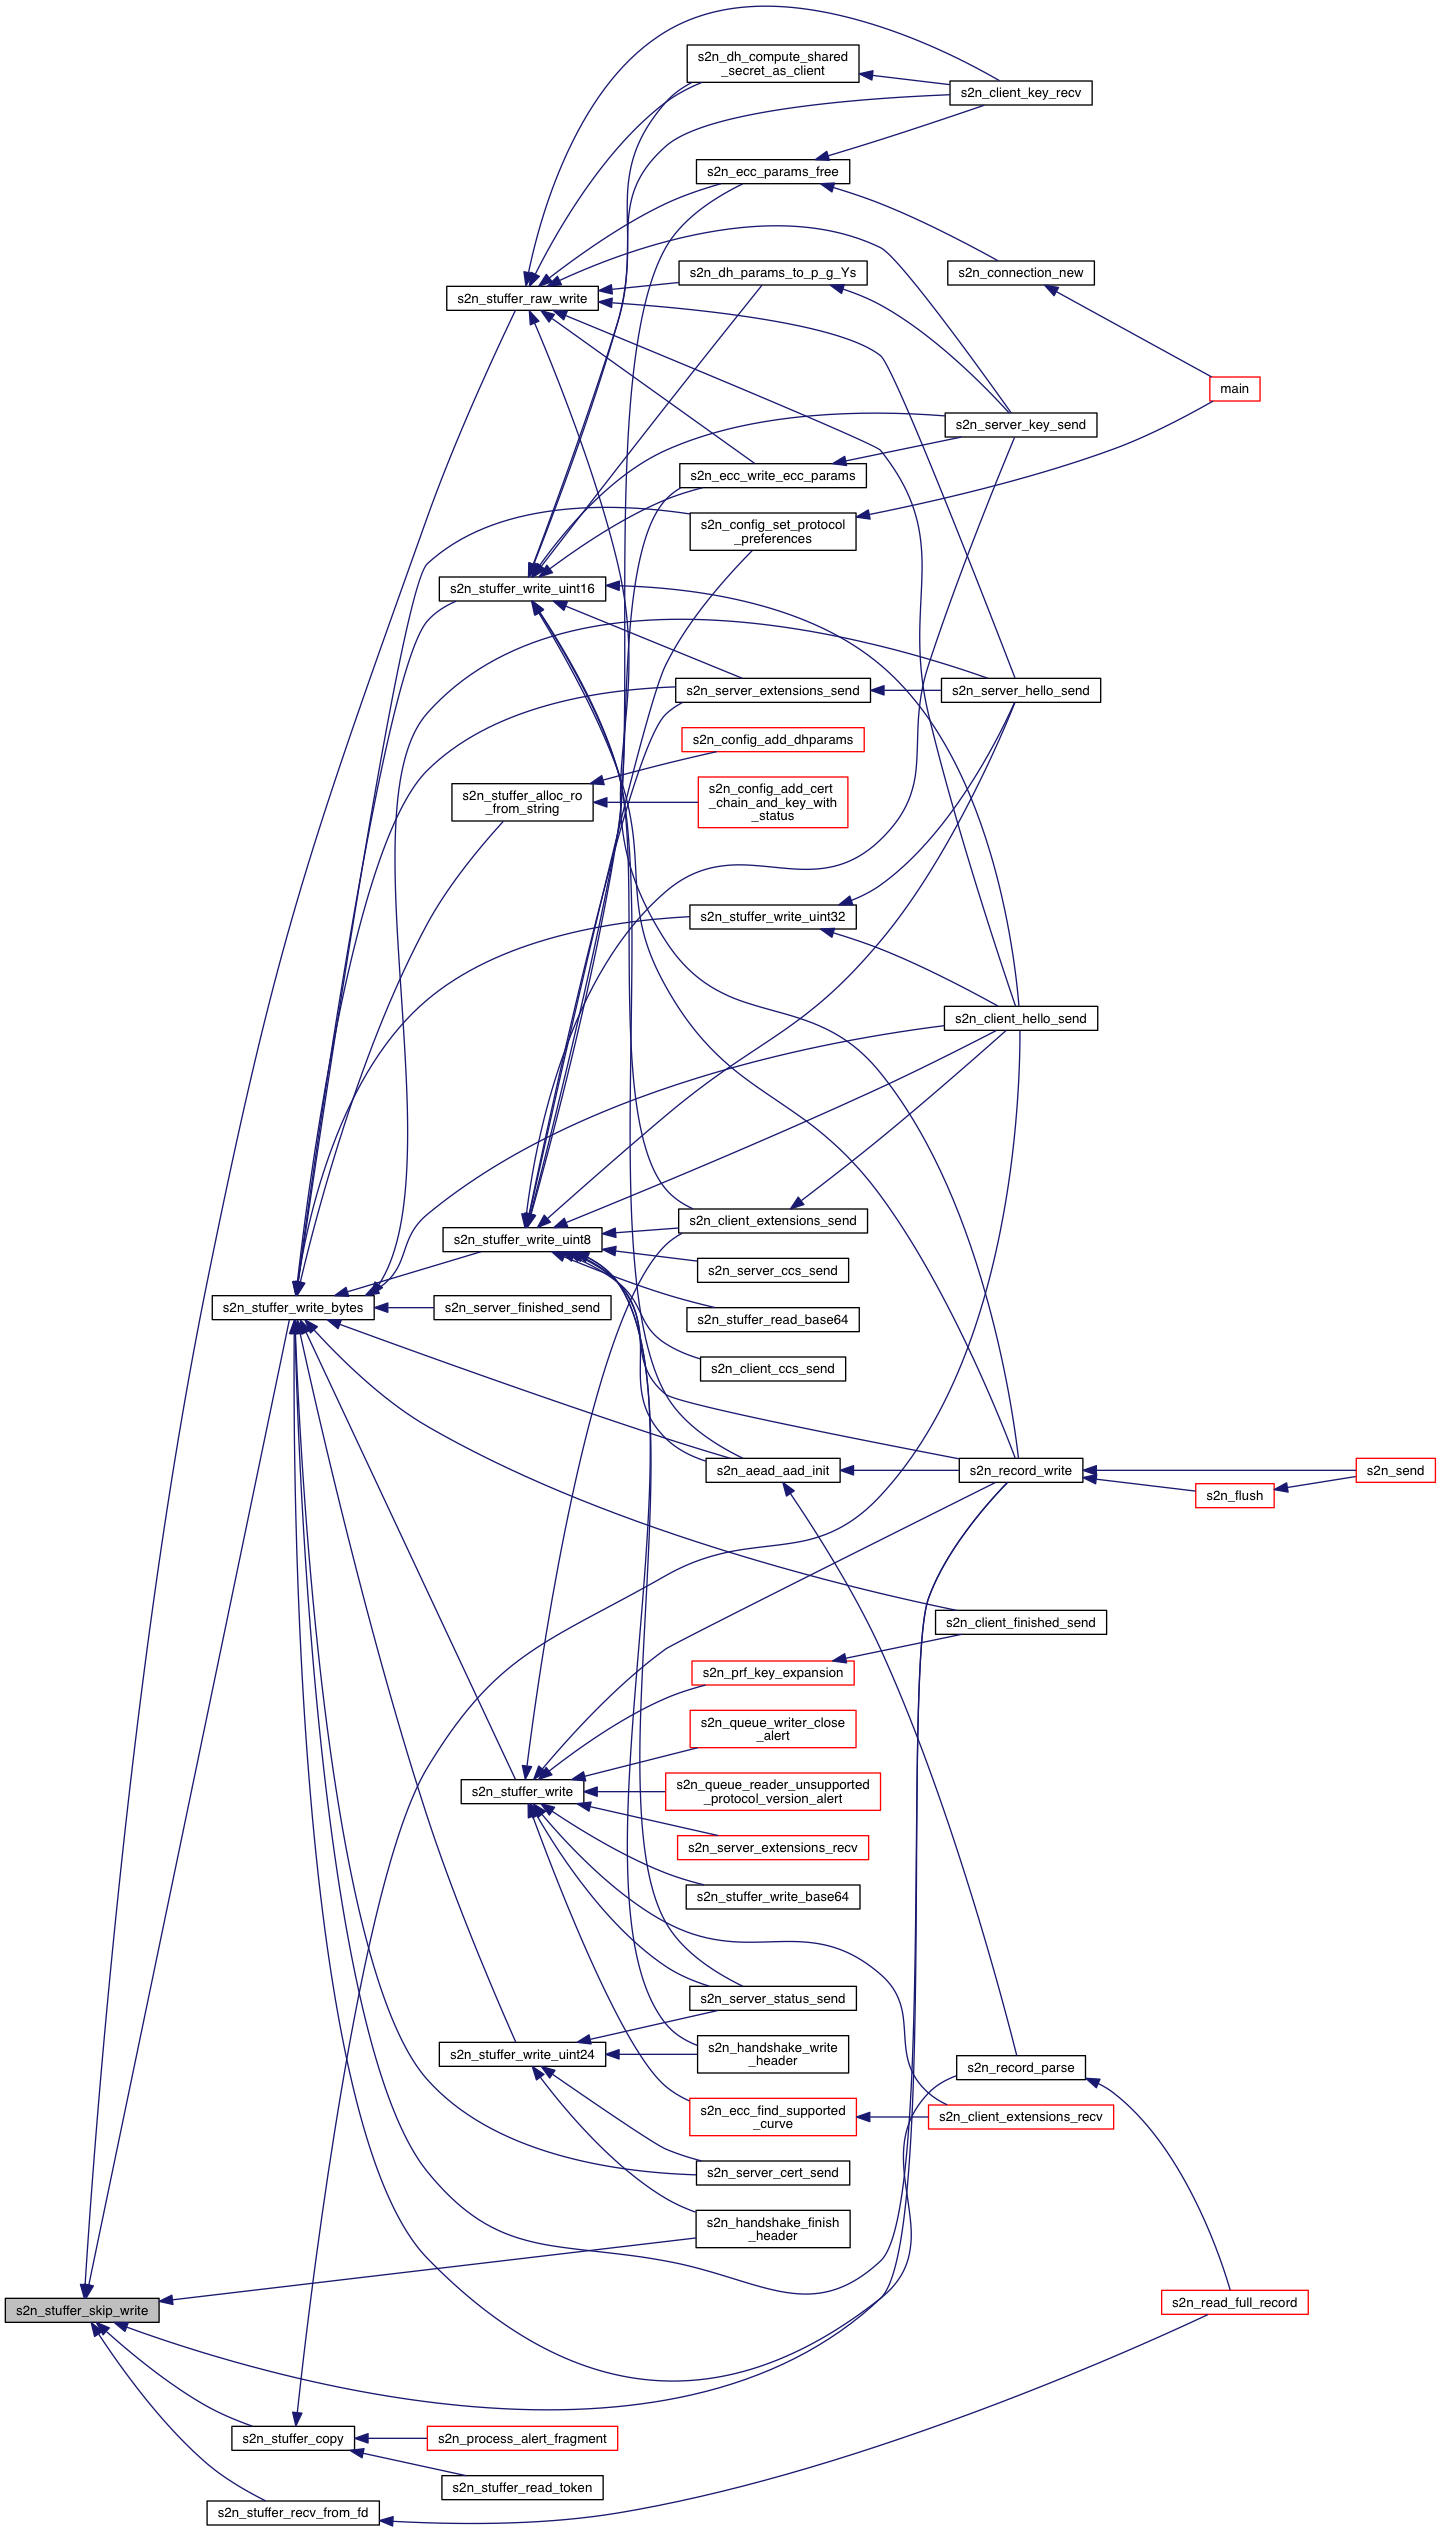 s2n_dh_compute_shared
_secret_as_client
s2n_client_key_recv
s2n_ecc_params_free
s2n_dh_params_to_p_g_Ys
s2n_connection_new
s2n_stuffer_raw_write
main
s2n_server_key_send
s2n_ecc_write_ecc_params
s2n_config_set_protocol
_preferences
s2n_stuffer_write_uint16
s2n_server_extensions_send
s2n_server_hello_send
s2n_config_add_dhparams
s2n_stuffer_alloc_ro
_from_string
s2n_config_add_cert
_chain_and_key_with
_status
s2n_stuffer_write_uint32
s2n_client_hello_send
s2n_client_extensions_send
s2n_stuffer_write_uint8
s2n_server_ccs_send
s2n_stuffer_write_bytes
s2n_server_finished_send
s2n_stuffer_read_base64
s2n_client_ccs_send
s2n_aead_aad_init
s2n_record_write
s2n_send
s2n_flush
s2n_client_finished_send
s2n_prf_key_expansion
s2n_queue_writer_close
_alert
s2n_stuffer_write
s2n_queue_reader_unsupported
_protocol_version_alert
s2n_server_extensions_recv
s2n_stuffer_write_base64
s2n_server_status_send
s2n_stuffer_write_uint24
s2n_handshake_write
_header
s2n_record_parse
s2n_ecc_find_supported
_curve
s2n_client_extensions_recv
s2n_server_cert_send
s2n_handshake_finish
_header
s2n_stuffer_skip_write
s2n_read_full_record
s2n_stuffer_copy
s2n_process_alert_fragment
s2n_stuffer_read_token
s2n_stuffer_recv_from_fd